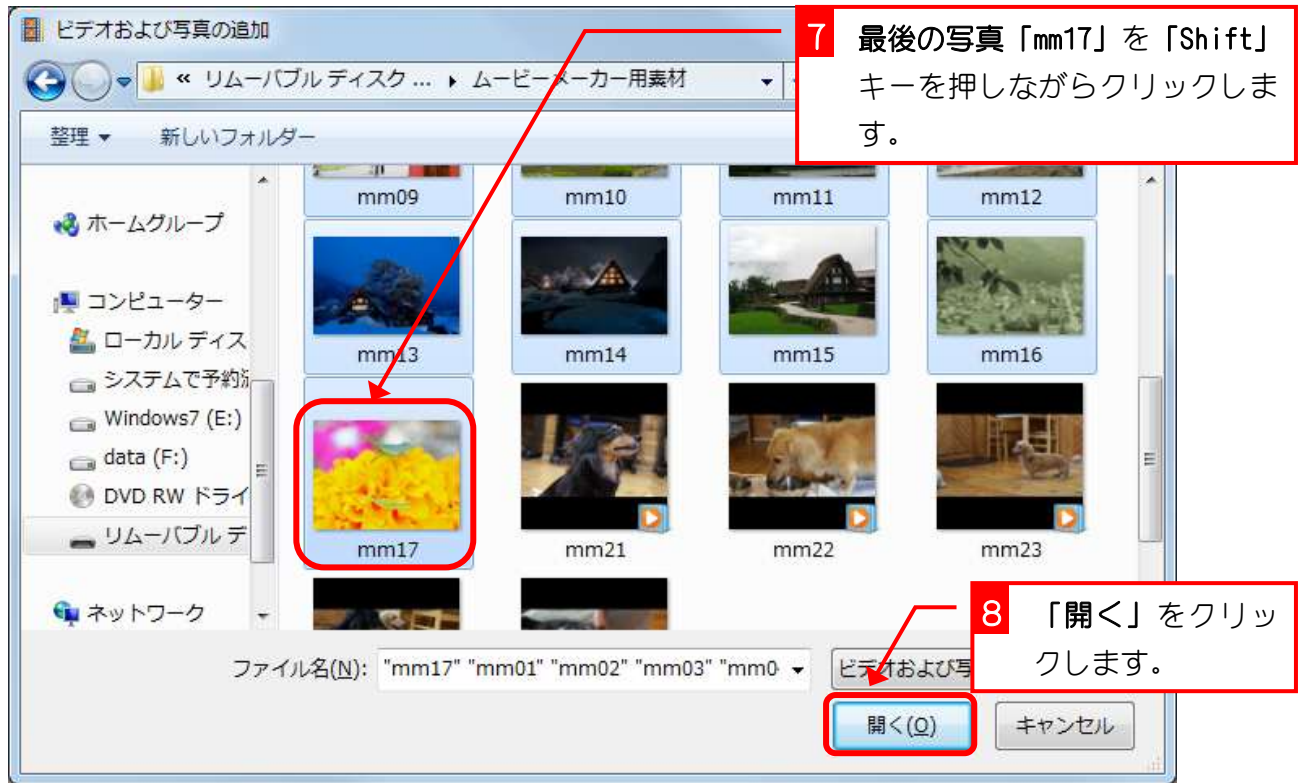 ビデオおよび写真の追加
7 最後の写真「mm17」を「Shift」
キーを押しながらクリックしま
す。
« リムーバブル ディスク ... ムービーメーカー用素材
整理 新しいフォルダー
mm09 mm10 mm11 mm12
ホームグループ
コンピューター
ローカル ディス
mm13 mm14 mm15 mm16
システムで予約
Windows7 (E:)
data (F:)
DVD RW ドライ
リムーバブル デ
mm17 mm21 mm22 mm23
ネットワーク
8 「開く」をクリッ
クします。
ファイル名(N): "mm17" "mm01" "mm02" "mm03" "mm0
ビデオおよび写
開く(O) キャンセル